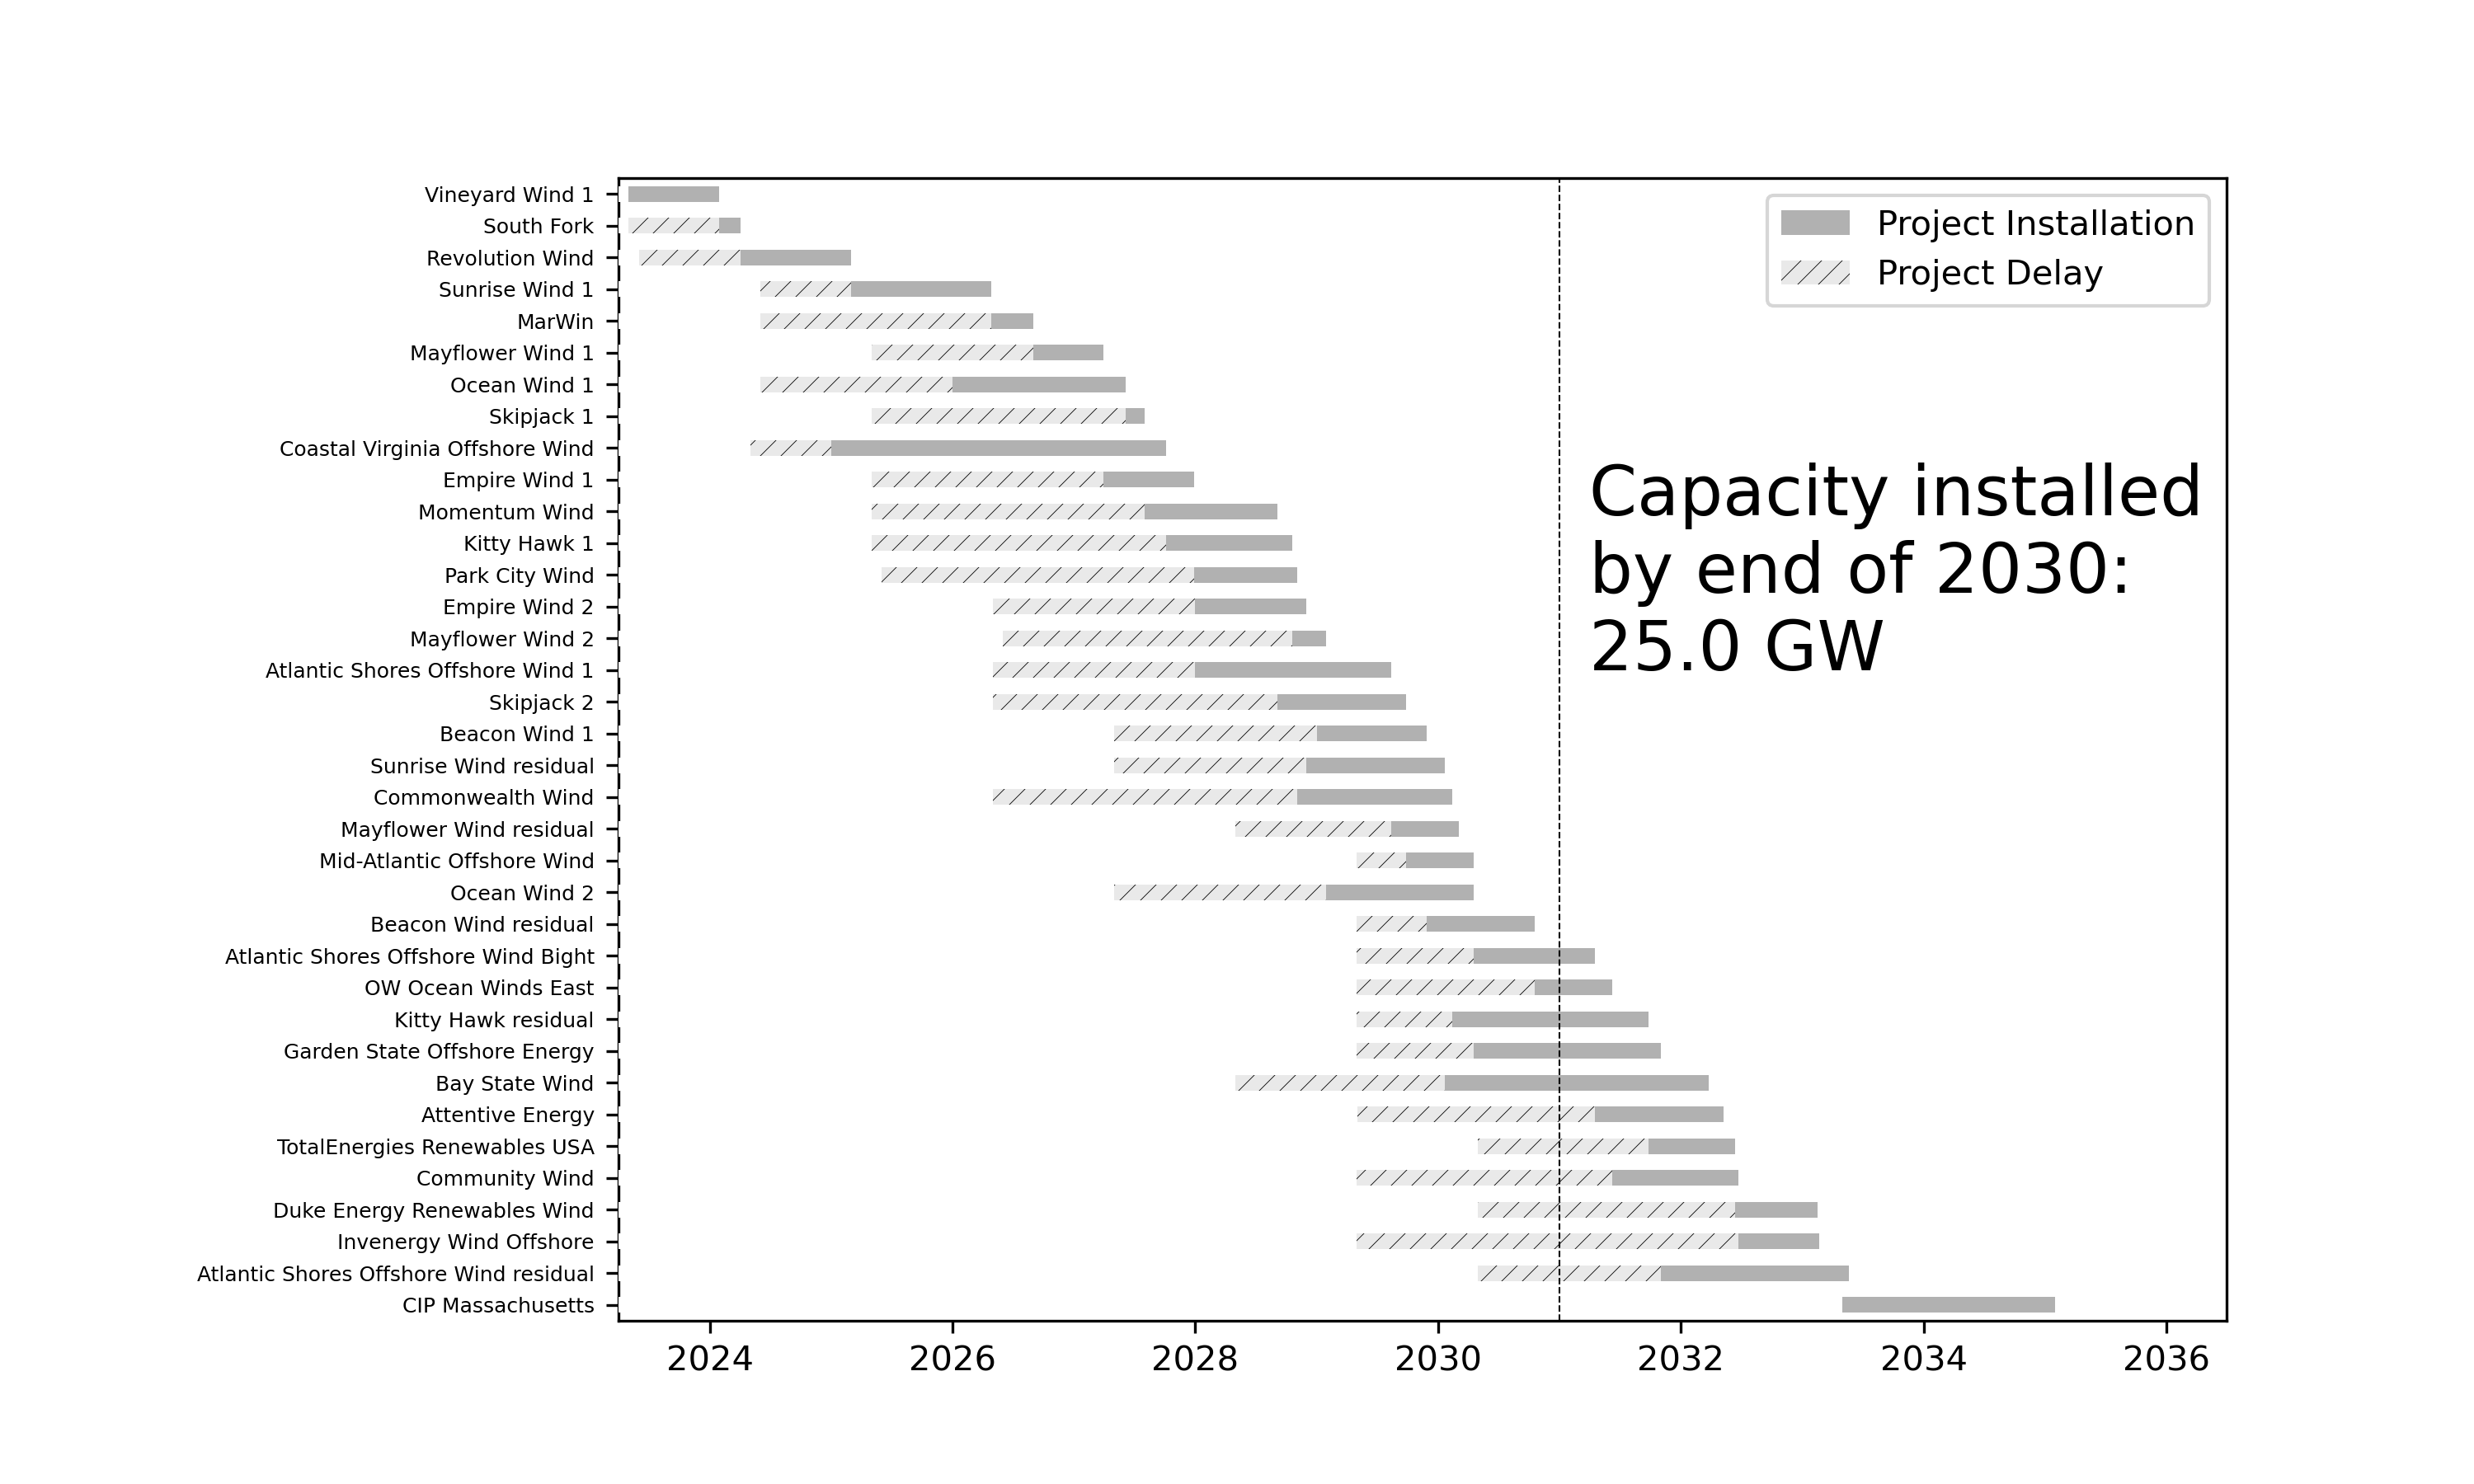 Vineyard Wind 1
South Fork
Revolution Wind
Sunrise Wind 1
MarWin
Mayflower Wind 1
Ocean Wind 1
Skipjack 1
Coastal Virginia Offshore Wind
Empire Wind 1
Momentum Wind
Kitty Hawk 1
Park City Wind
Empire Wind 2
Mayflower Wind 2
Atlantic Shores Offshore Wind 1
Skipjack 2
Beacon Wind 1
Sunrise Wind residual
Commonwealth Wind
Mayflower Wind residual
Mid-Atlantic Offshore Wind
Ocean Wind 2
Beacon Wind residual
Atlantic Shores Offshore Wind Bight
OW Ocean Winds East
Kitty Hawk residual
Garden State Offshore Energy
Bay State Wind
Attentive Energy
TotalEnergies Renewables USA
Community Wind
Duke Energy Renewables Wind
Invenergy Wind Offshore
Atlantic Shores Offshore Wind residual
CIP Massachusetts
Project Installation
Project Delay
Capacity installed
by end of 2030:
25.0 GW
2024 2026 2028 2030 2032 2034 2036